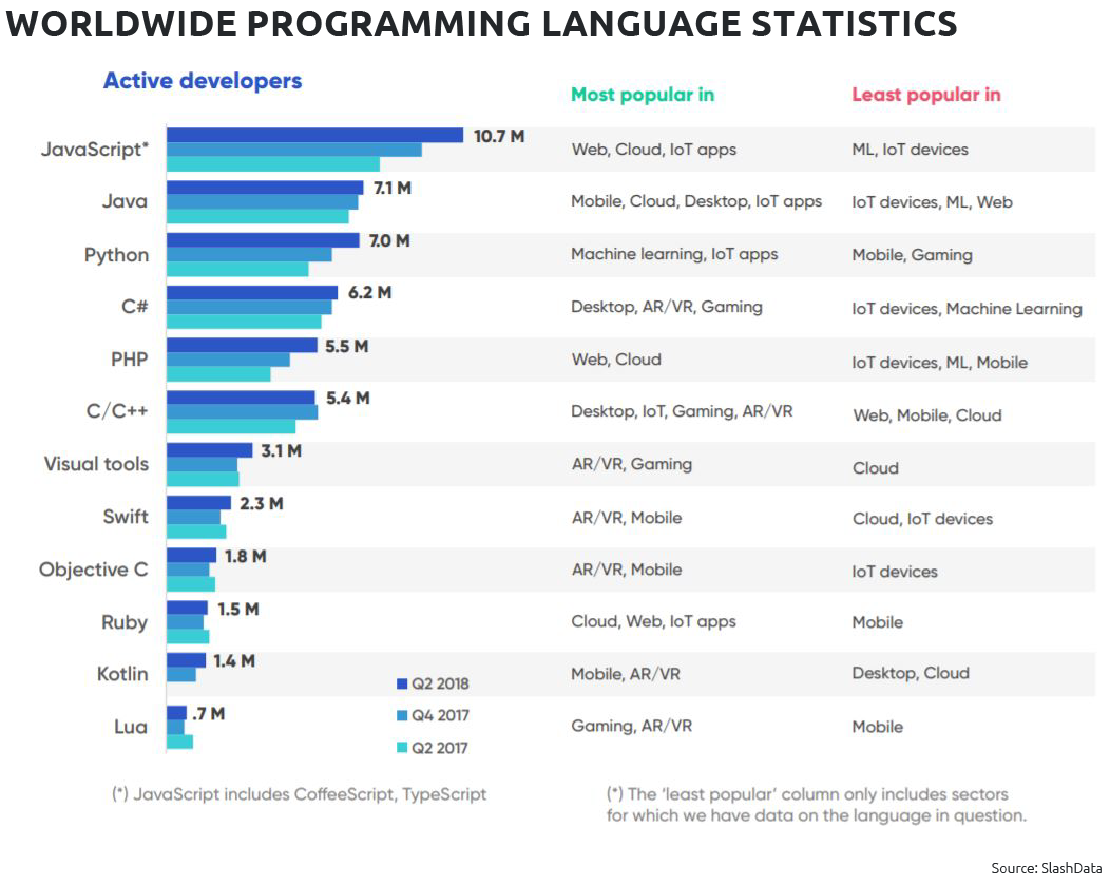 WORLDWIDE PROGRAMMING LANGUAGE STATISTICS
Active developers
Most popular in
Least popular in
JavaScript*
10.7 M
Web, Cloud, IoT apps
ML, IoT devices
Java
7.1 M
Mobile, Cloud, Desktop, IoT apps
IoT devices, ML, Web
Python
7.0 M
Machine learning, IoT apps
Mobile, Gaming
C#
6.2 M
Desktop, AR/VR, Gaming
IoT devices, Machine Learning
PHP
5.5 M
Web, Cloud
IoT devices, ML, Mobile
C/C++
5.4 M
Desktop, IoT, Gaming, AR/VR
Web, Mobile, Cloud
Visual tools
3.1 M
AR/VR, Gaming
Cloud
Swift
2.3 M
AR/VR, Mobile
Cloud, IoT devices
Objective C
1.8 M
AR/VR, Mobile
IoT devices
Ruby
1.5 M
Cloud, Web, IoT apps
Mobile
Kotlin
1.4 M
Mobile, AR/VR
Desktop, Cloud
Lua
.7 M
Gaming, AR/VR
Mobile
Q2 2018
Q4 2017
Q2 2017
(*) JavaScript includes CoffeeScript, TypeScript
(*) The 'least popular' column only includes sectors
for which we have data on the language in question.
Source: SlashData